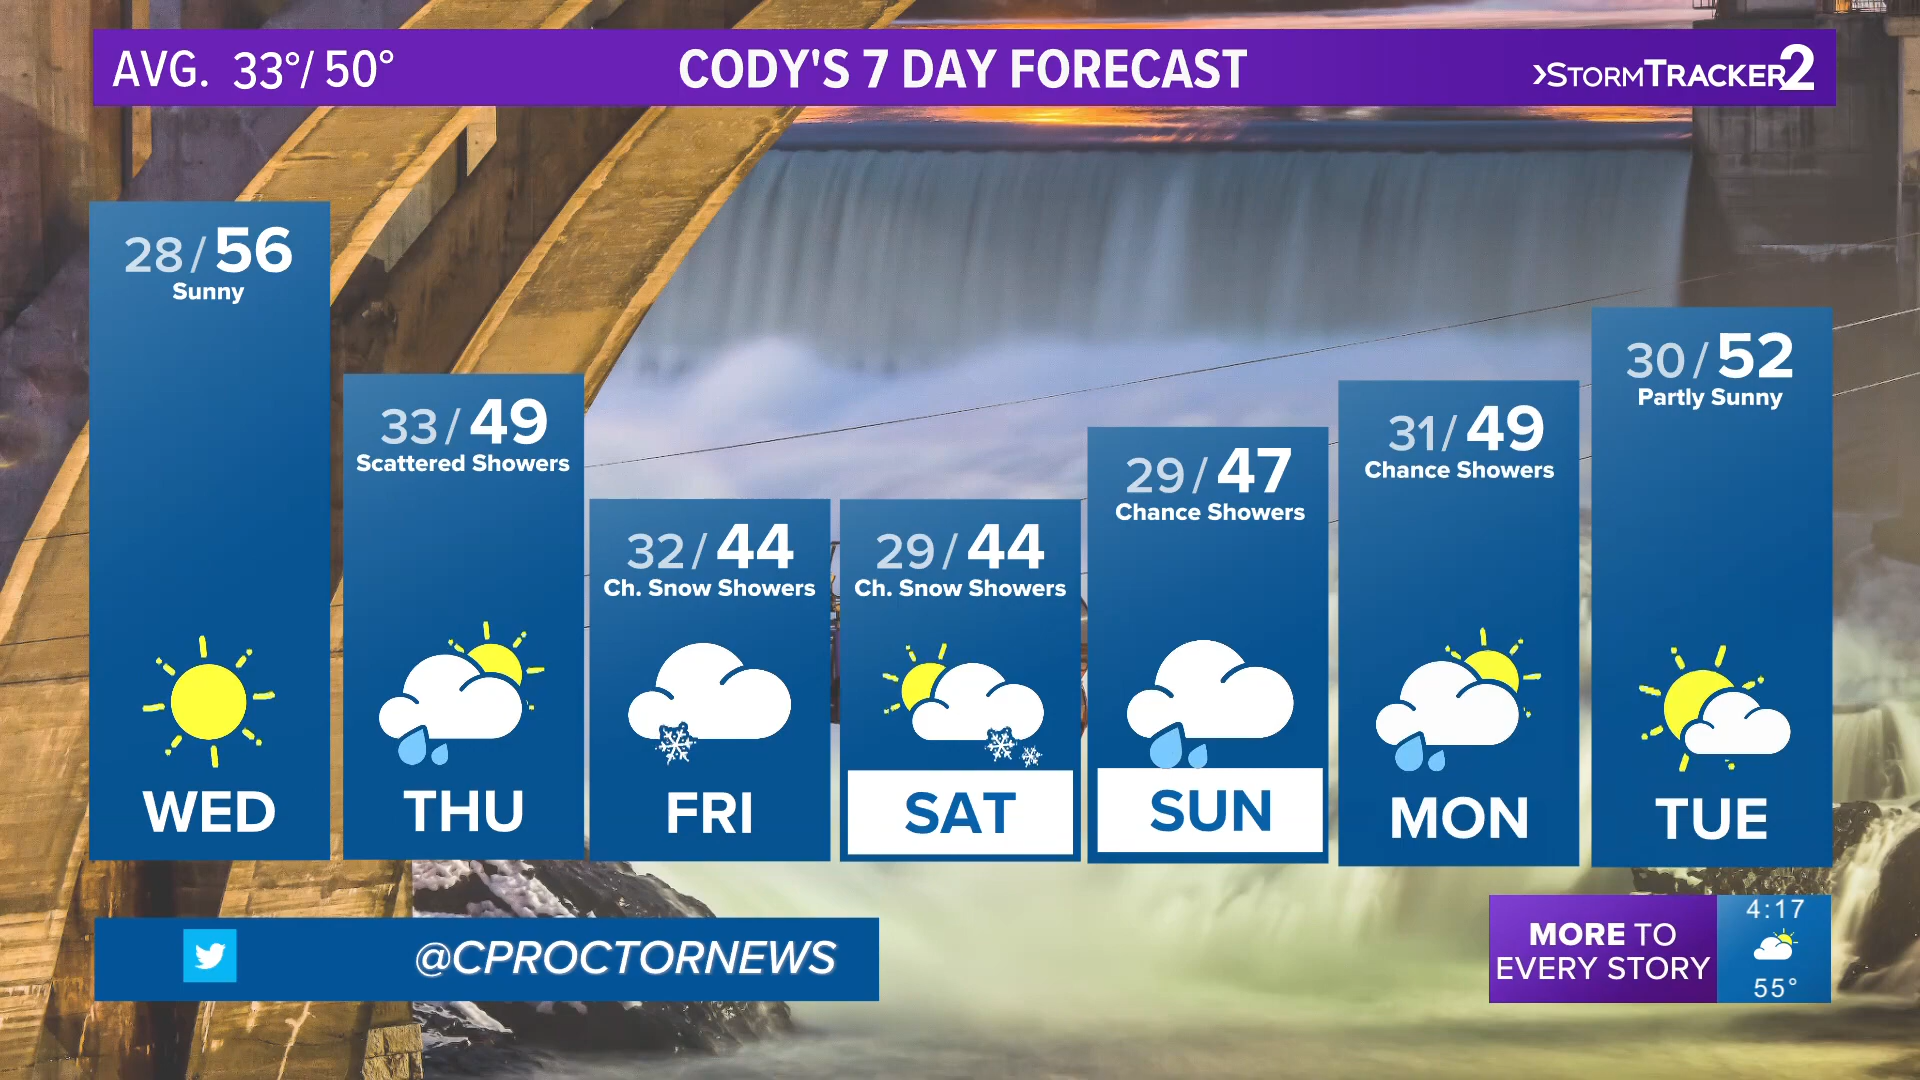 AVG. 33°/ 50°
CODY'S 7 DAY FORECAST
STORMTRACKER2
28/56
Sunny
WED
33/49
Scattered Showers
THU
32/44
Ch. Snow Showers
FRI
29/44
Ch. Snow Showers
SAT
29/47
Chance Showers
SUN
31/49
Chance Showers
MON
30/52
Partly Sunny
TUE
@CPROCTORNEWS
MORE TO
EVERY STORY
4:17
55°